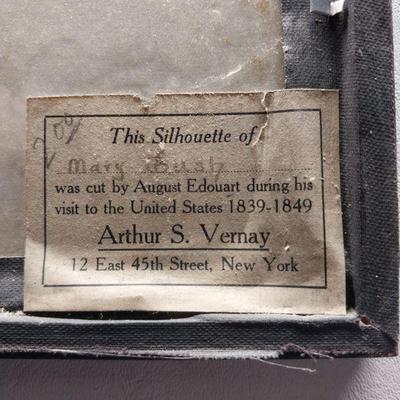 This Silhouette of
Mary
was cut by August Edouart during his
visit to the United States 1839-1849
Arthur S. Vernay
12 East 45th Street, New York